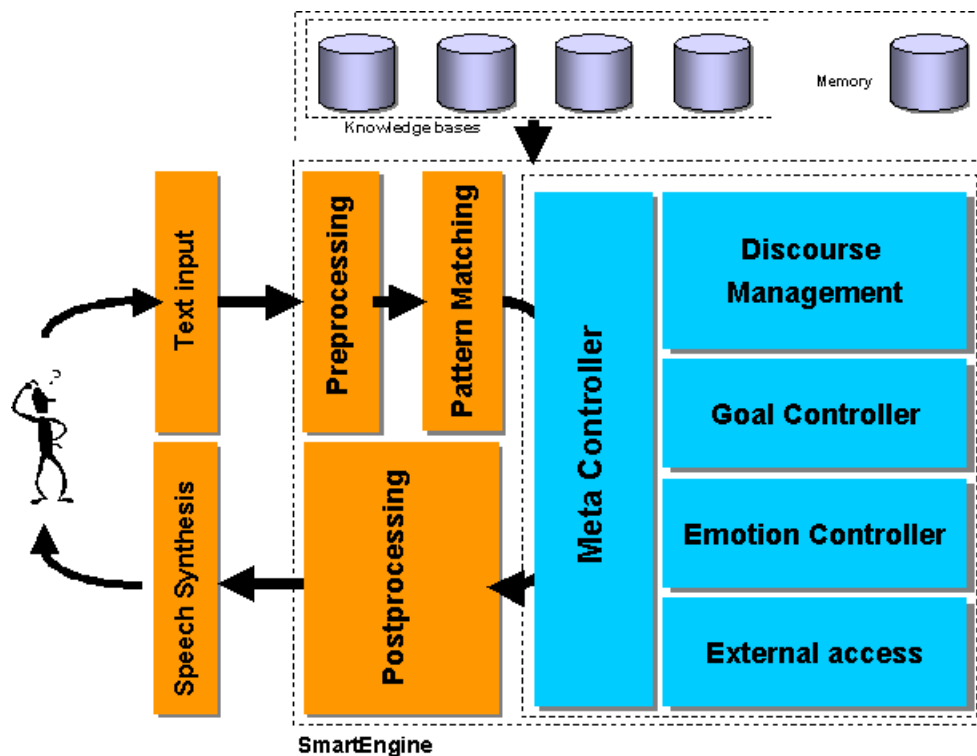 Memory
Knowledge bases
Text input
Preprocessing
Pattern Matching
Meta Controller
Discourse
Management
Goal Controller
Emotion Controller
External access
Speech Synthesis
Postprocessing
?
SmartEngine